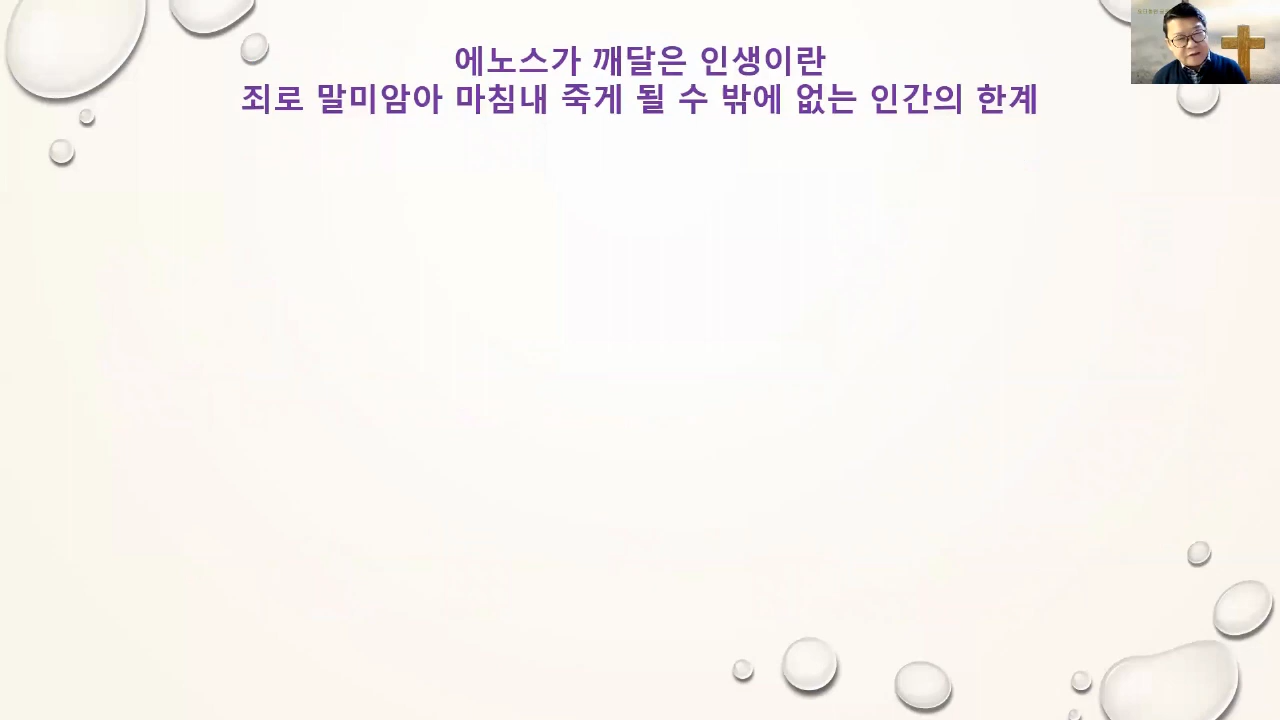 에노스가 깨달은 인생이란
죄로 말미암아 마침내 죽게 될 수 밖에 없는 인간의 한계